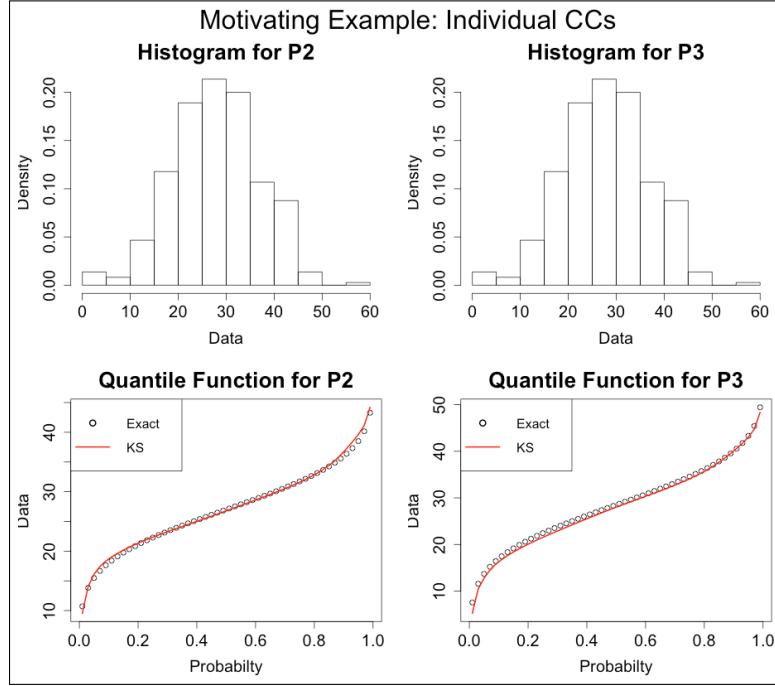 Motivating Example: Individual CCs
Histogram for P2
Density
0.00 0.05 0.10 0.15 0.20
0 10 20 30 40 50 60
Data
Histogram for P3
Density
0.00 0.05 0.10 0.15 0.20
0 10 20 30 40 50 60
Data
Quantile Function for P2
Exact
KS
Data
10 20 30 40
0.0 0.2 0.4 0.6 0.8 1.0
Probabilty
Quantile Function for P3
Exact
KS
Data
10 20 30 40 50
0.0 0.2 0.4 0.6 0.8 1.0
Probabilty